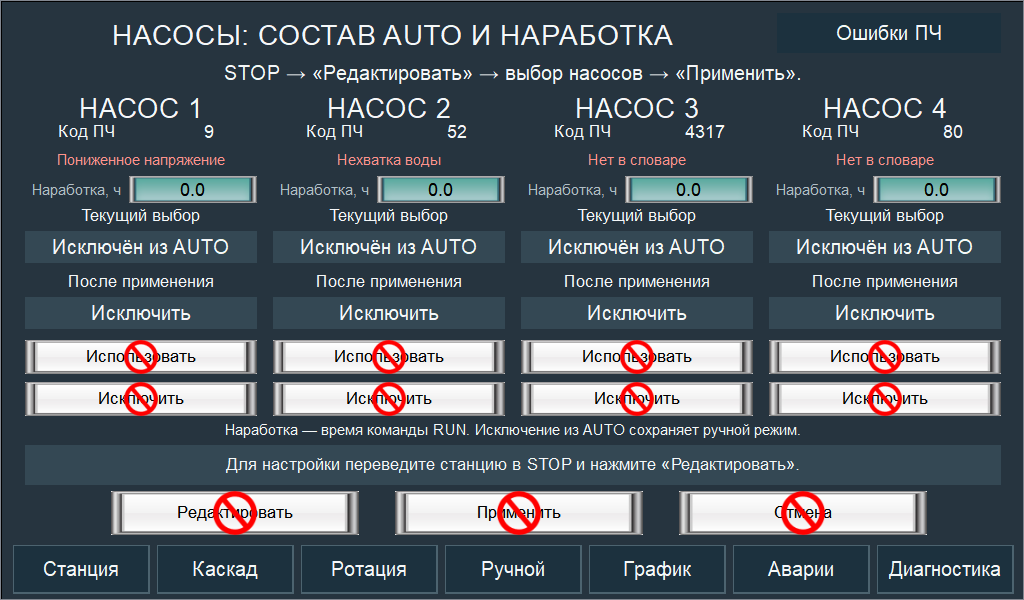 НАСОСЫ: СОСТАВ AUTO И НАРАБОТКА
Ошибки ПЧ
STOP → «Редактировать» → выбор насосов → «Применить».
НАСОС 1 НАСОС 2 НАСОС 3 НАСОС 4
Код ПЧ 9 Код ПЧ 52 Код ПЧ 4317 Код ПЧ 80
Пониженное напряжение Нехватка воды Нет в словаре Нет в словаре
Наработка, ч 0.0 Наработка, ч 0.0 Наработка, ч 0.0 Наработка, ч 0.0
Текущий выбор Текущий выбор Текущий выбор Текущий выбор
Исключён из AUTO Исключён из AUTO Исключён из AUTO Исключён из AUTO
После применения После применения После применения После применения
Исключить Исключить Исключить Исключить
Использовать Использовать Использовать Использовать
Исключить Исключить Исключить Исключить
Наработка — время команды RUN. Исключение из AUTO сохраняет ручной режим.
Для настройки переведите станцию в STOP и нажмите «Редактировать».
Редактировать Применить Отмена
Станция Каскад Ротация Ручной График Аварии Диагностика